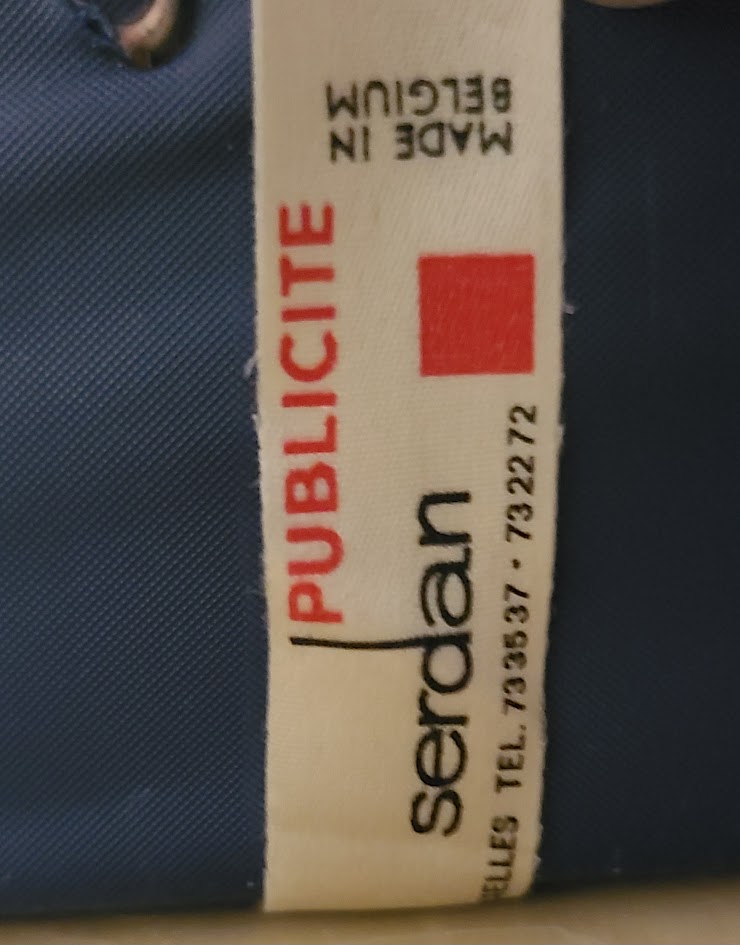 PUBLICITE
serdan
ELLES TEL. 733537 · 732272
MADE IN
BELGIUM